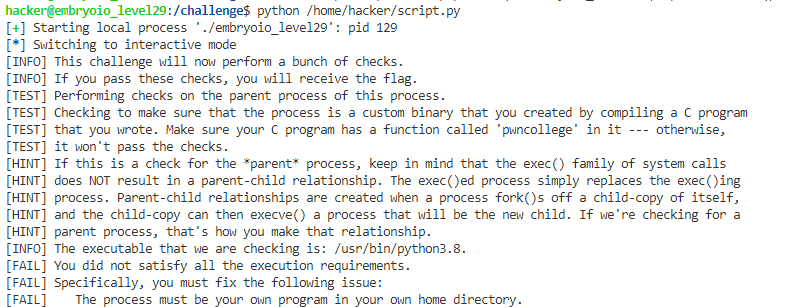 hacker@embryoio_level29:/challenge$ python /home/hacker/script.py
[+] Starting local process './embryoio_level29': pid 129
[*] Switching to interactive mode
[INFO] This challenge will now perform a bunch of checks.
[INFO] If you pass these checks, you will receive the flag.
[TEST] Performing checks on the parent process of this process.
[TEST] Checking to make sure that the process is a custom binary that you created by compiling a C program
[TEST] that you wrote. Make sure your C program has a function called 'pwncollege' in it --- otherwise,
[TEST] it won't pass the checks.
[HINT] If this is a check for the *parent* process, keep in mind that the exec() family of system calls
[HINT] does NOT result in a parent-child relationship. The exec()ed process simply replaces the exec()ing
[HINT] process. Parent-child relationships are created when a process fork()s off a child-copy of itself,
[HINT] and the child-copy can then execve() a process that will be the new child. If we're checking for a
[HINT] parent process, that's how you make that relationship.
[INFO] The executable that we are checking is: /usr/bin/python3.8.
[FAIL] You did not satisfy all the execution requirements.
[FAIL] Specifically, you must fix the following issue:
[FAIL]    The process must be your own program in your own home directory.